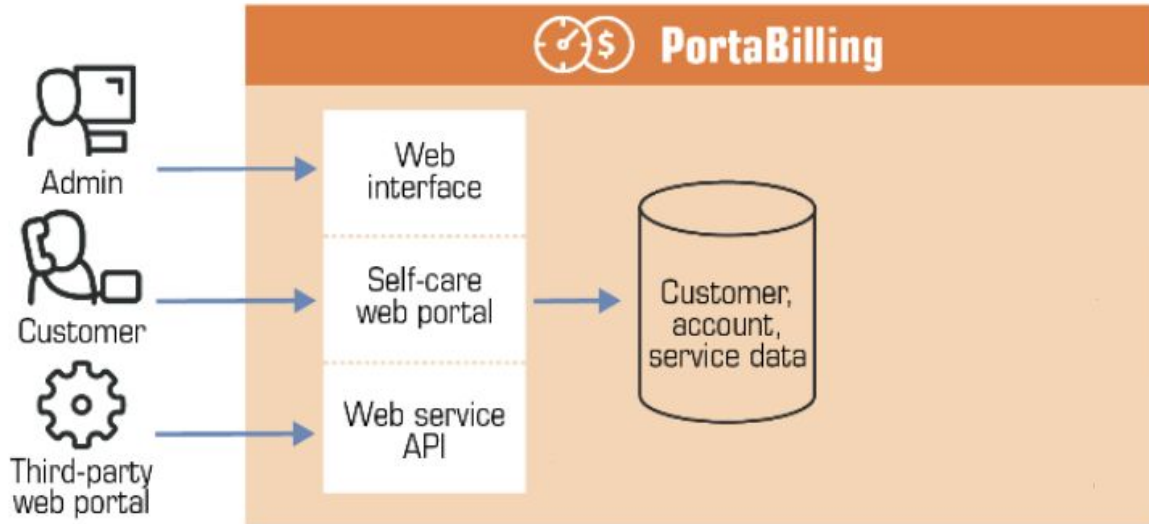 $ PortaBilling
Admin
Web
interface
Customer
Self-care
web portal
Customer,
account,
service data
Third-party
web portal
Web service
API